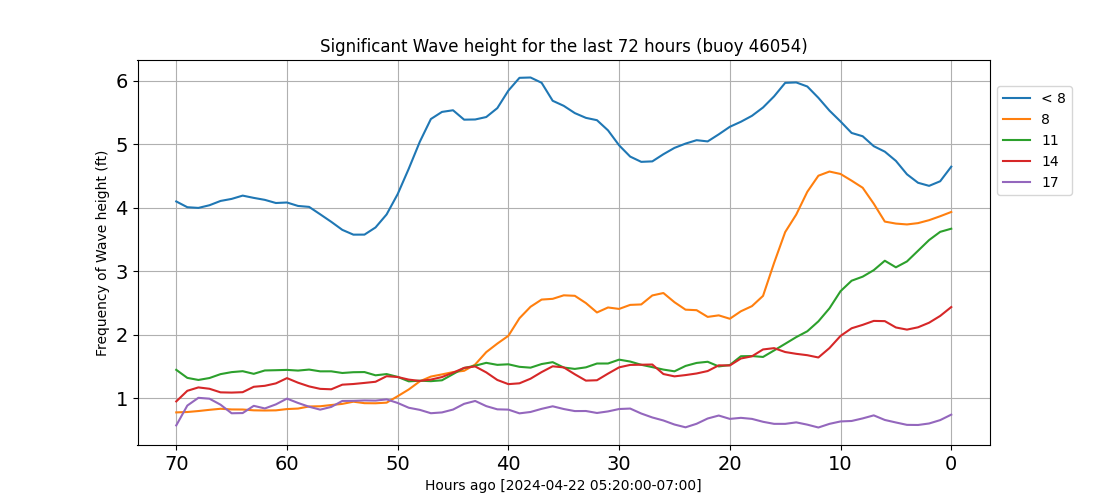 Significant Wave height for the last 72 hours (buoy 46054)
Frequency of Wave height (ft)
6
5
4
3
2
1
70 60 50 40 30 20 10 0
Hours ago [2024-04-22 05:20:00-07:00]
< 8
8
11
14
17